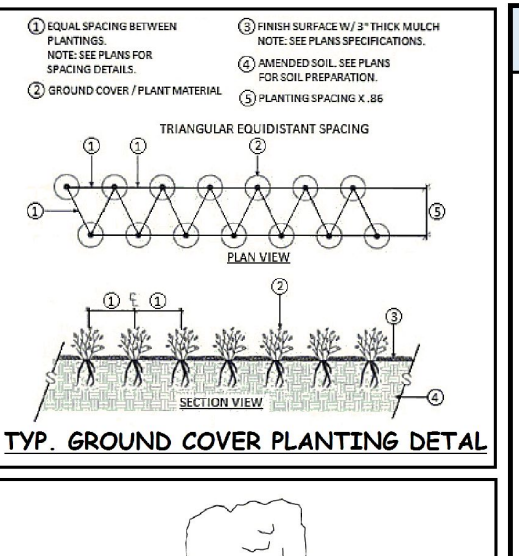 ① EQUAL SPACING BETWEEN
PLANTINGS.
NOTE: SEE PLANS FOR
SPACING DETAILS.
② GROUND COVER / PLANT MATERIAL
③ FINISH SURFACE W/ 3" THICK MULCH
NOTE: SEE PLANS SPECIFICATIONS.
④ AMENDED SOIL. SEE PLANS
FOR SOIL PREPARATION.
⑤ PLANTING SPACING X .86
TRIANGULAR EQUIDISTANT SPACING
① ① ②
① ⑤
PLAN VIEW
① ℄ ① ② ③
④
SECTION VIEW
TYP. GROUND COVER PLANTING DETAL